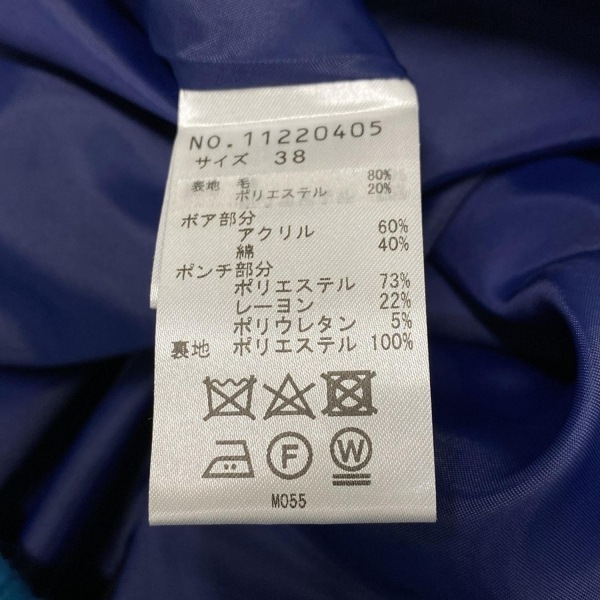 NO.11220405
サイズ 38
表地 毛 80%
ポリエステル 20%
ボア部分
アクリル 60%
綿 40%
ポンチ部分
ポリエステル 73%
レーヨン 22%
ポリウレタン 5%
裏地 ポリエステル 100%
F W
M055